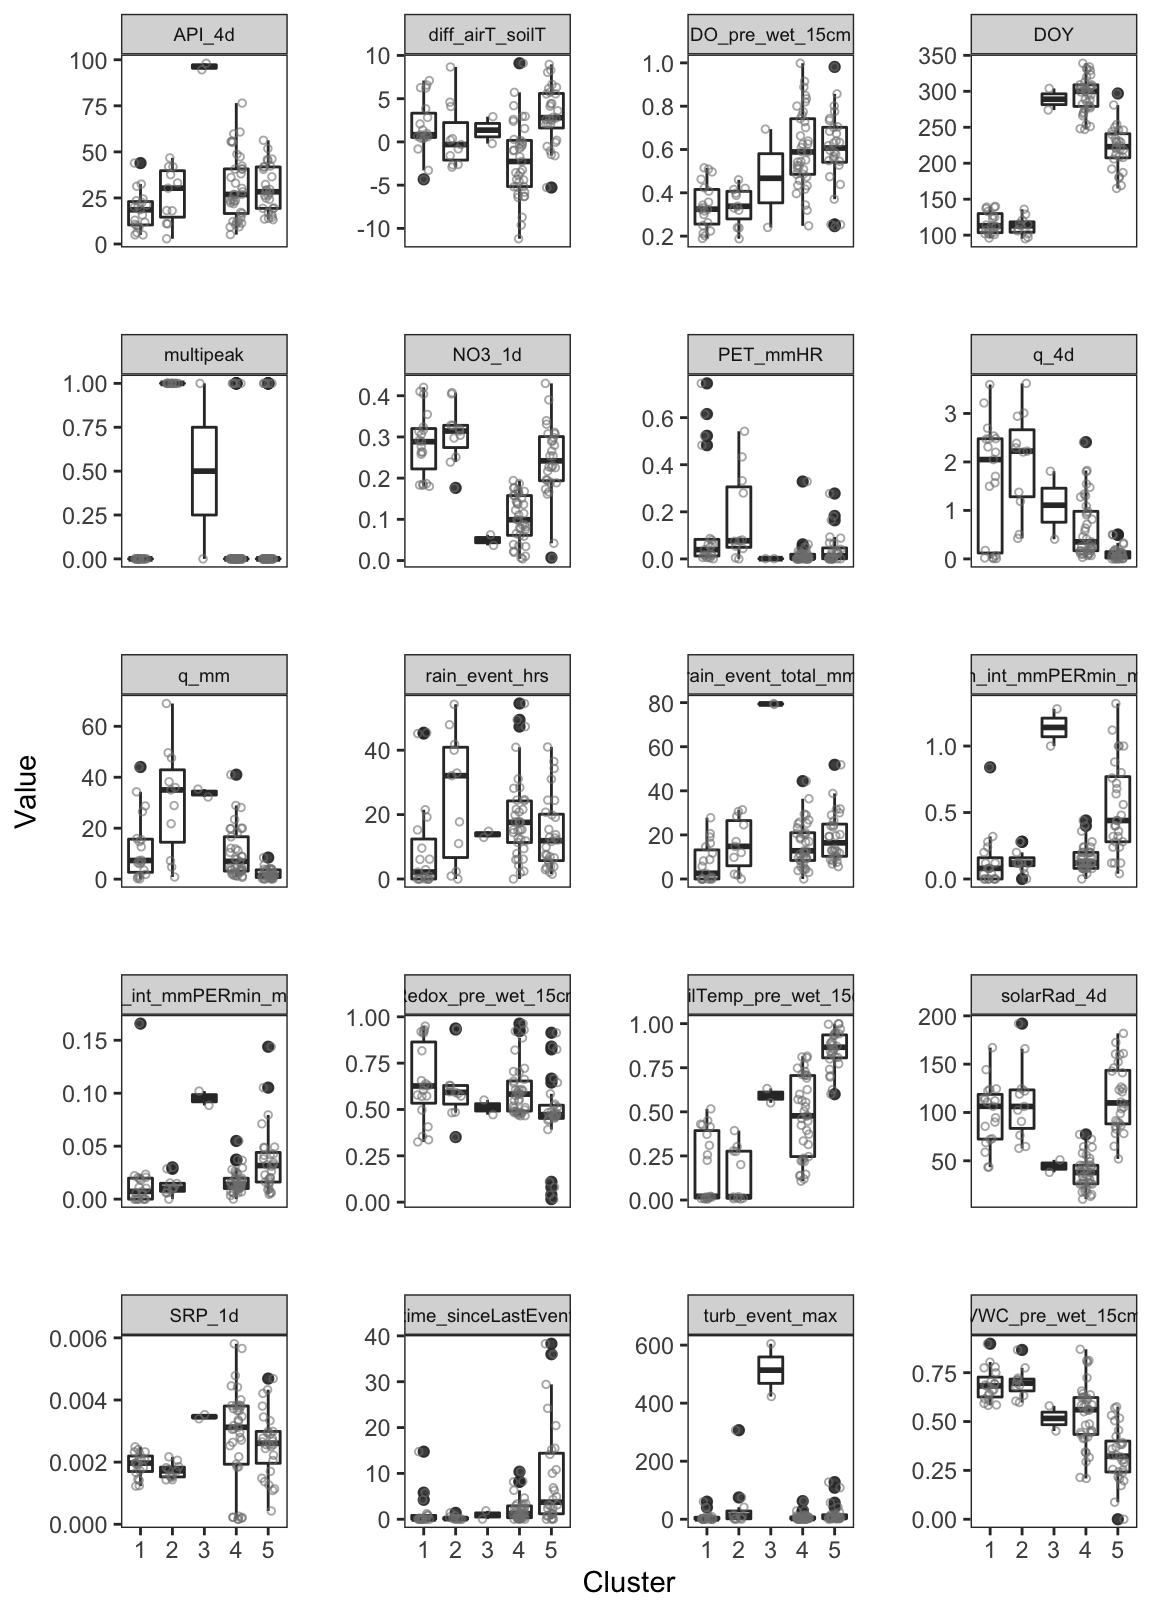 API_4d diff_airT_soilT DO_pre_wet_15cm DOY
100 10 1.0 350
75 5 0.8 300
50 0 0.6 250
25 -5 0.4 200
0 -10 0.2 150
100
multipeak NO3_1d PET_mmHR q_4d
1.00 0.4 0.6 3
0.75 0.3 0.4 2
0.50 0.2 0.2 1
0.25 0.1 0.0 0
0.00 0.0
q_mm rain_event_hrs ain_event_total_mm n_int_mmPERmin_m
60 40 80 1.0
40 20 60 0.5
20 0 40 0.0
0 20
0
_int_mmPERmin_m Redox_pre_wet_15cm ilTemp_pre_wet_15c solarRad_4d
0.15 1.00 1.00 200
0.10 0.75 0.75 150
0.05 0.50 0.50 100
0.00 0.25 0.25 50
0.00 0.00
SRP_1d time_sinceLastEvent turb_event_max VWC_pre_wet_15cm
0.006 40 600 0.75
0.004 30 400 0.50
0.002 20 200 0.25
0.000 10 0 0.00
0
1 2 3 4 5 1 2 3 4 5 1 2 3 4 5 1 2 3 4 5
Cluster
Value